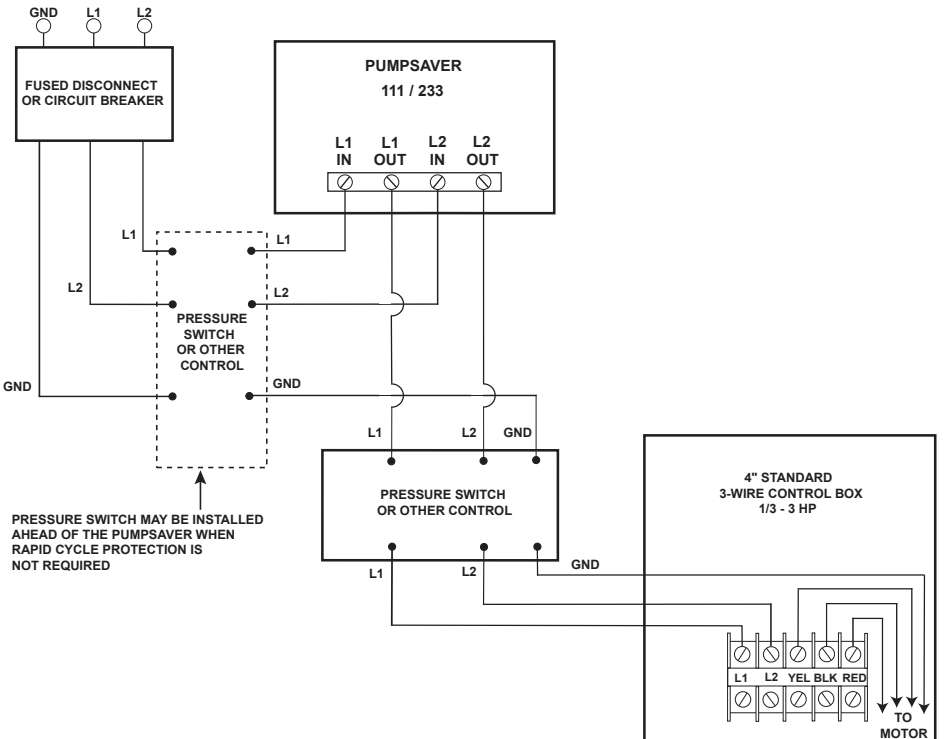 GND L1 L2
FUSED DISCONNECT
OR CIRCUIT BREAKER
PUMPSAVER
111 / 233
L1 L1 L2 L2
IN OUT IN OUT
L1
L1
L2
L2
PRESSURE
SWITCH
OR OTHER
CONTROL
GND
GND
L1 L2 GND
PRESSURE SWITCH
OR OTHER CONTROL
PRESSURE SWITCH MAY BE INSTALLED
AHEAD OF THE PUMPSAVER WHEN
RAPID CYCLE PROTECTION IS
NOT REQUIRED
L1 L2 GND
4" STANDARD
3-WIRE CONTROL BOX
1/3 - 3 HP
L1 L2 YEL BLK RED
TO
MOTOR